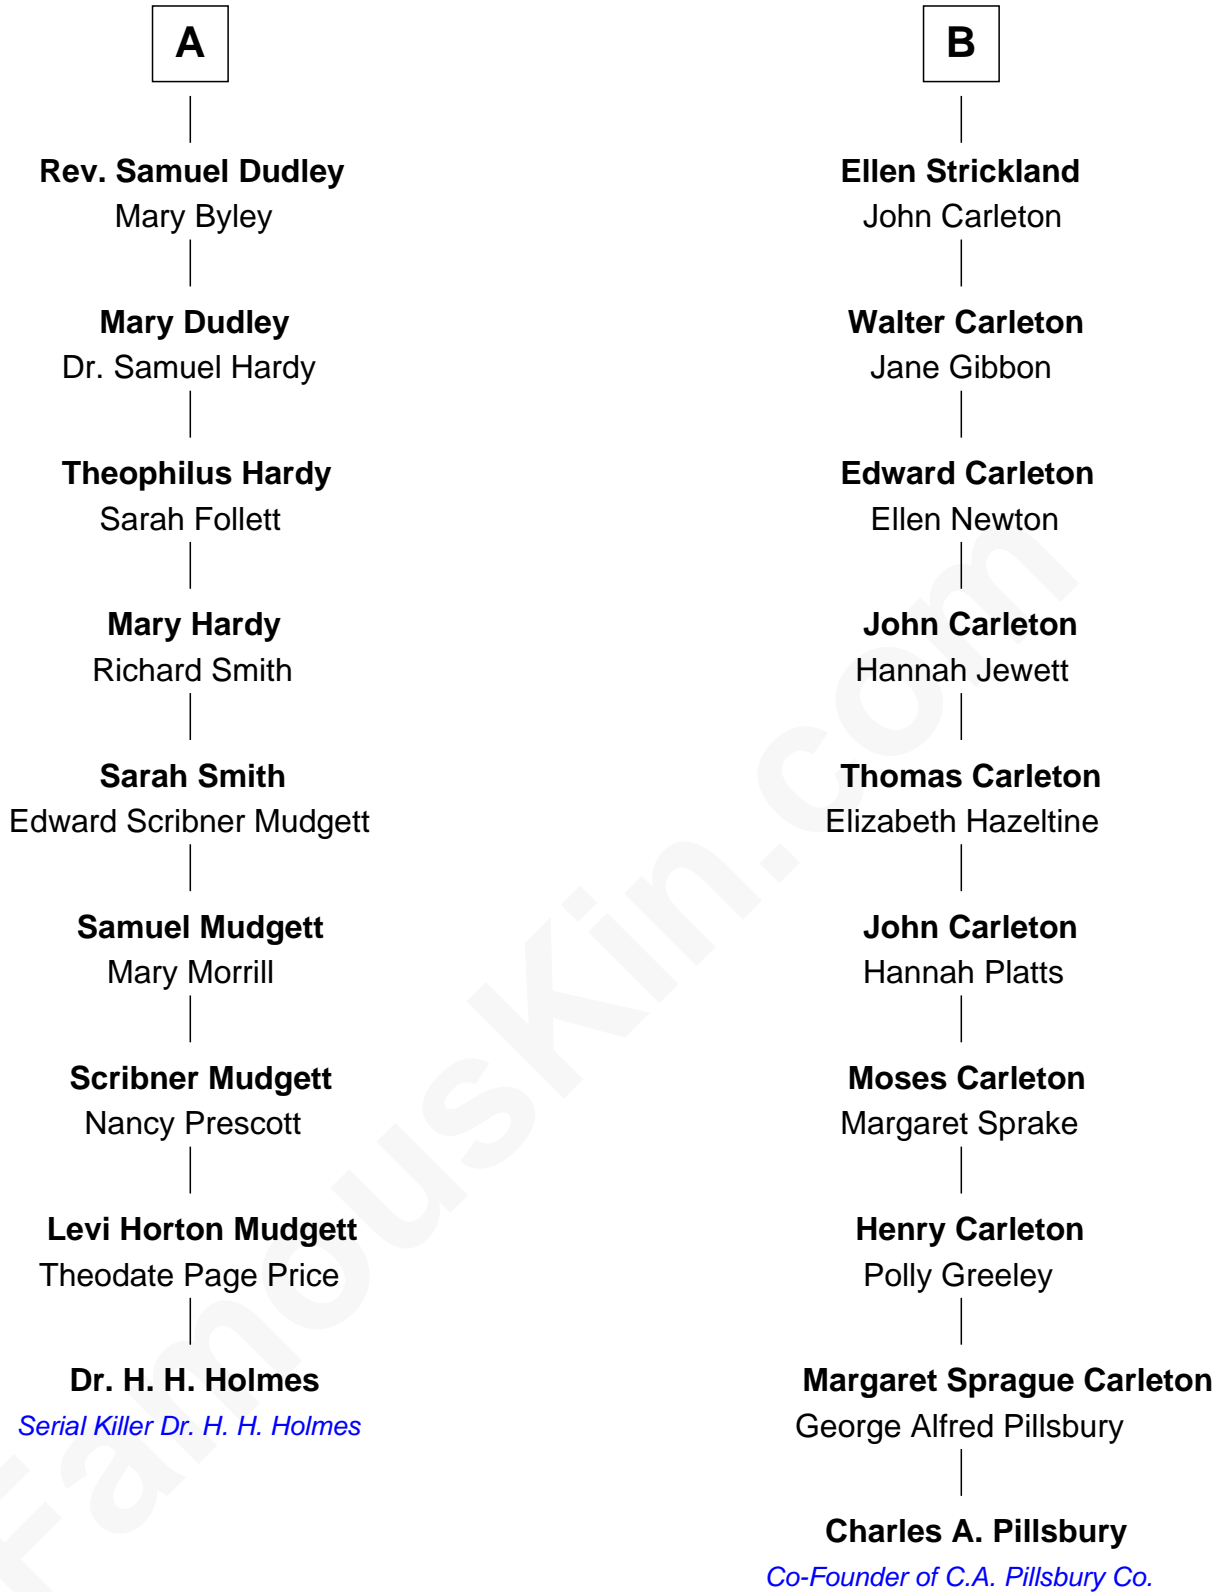 A
Rev. Samuel Dudley
Mary Byley
Mary Dudley
Dr. Samuel Hardy
Theophilus Hardy
Sarah Follett
Mary Hardy
Richard Smith
Sarah Smith
Edward Scribner Mudgett
Samuel Mudgett
Mary Morrill
Scribner Mudgett
Nancy Prescott
Levi Horton Mudgett
Theodate Page Price
Dr. H. H. Holmes
Serial Killer Dr. H. H. Holmes
B
Ellen Strickland
John Carleton
Walter Carleton
Jane Gibbon
Edward Carleton
Ellen Newton
John Carleton
Hannah Jewett
Thomas Carleton
Elizabeth Hazeltine
John Carleton
Hannah Platts
Moses Carleton
Margaret Sprake
Henry Carleton
Polly Greeley
Margaret Sprague Carleton
George Alfred Pillsbury
Charles A. Pillsbury
Co-Founder of C.A. Pillsbury Co.
FamousKin.com